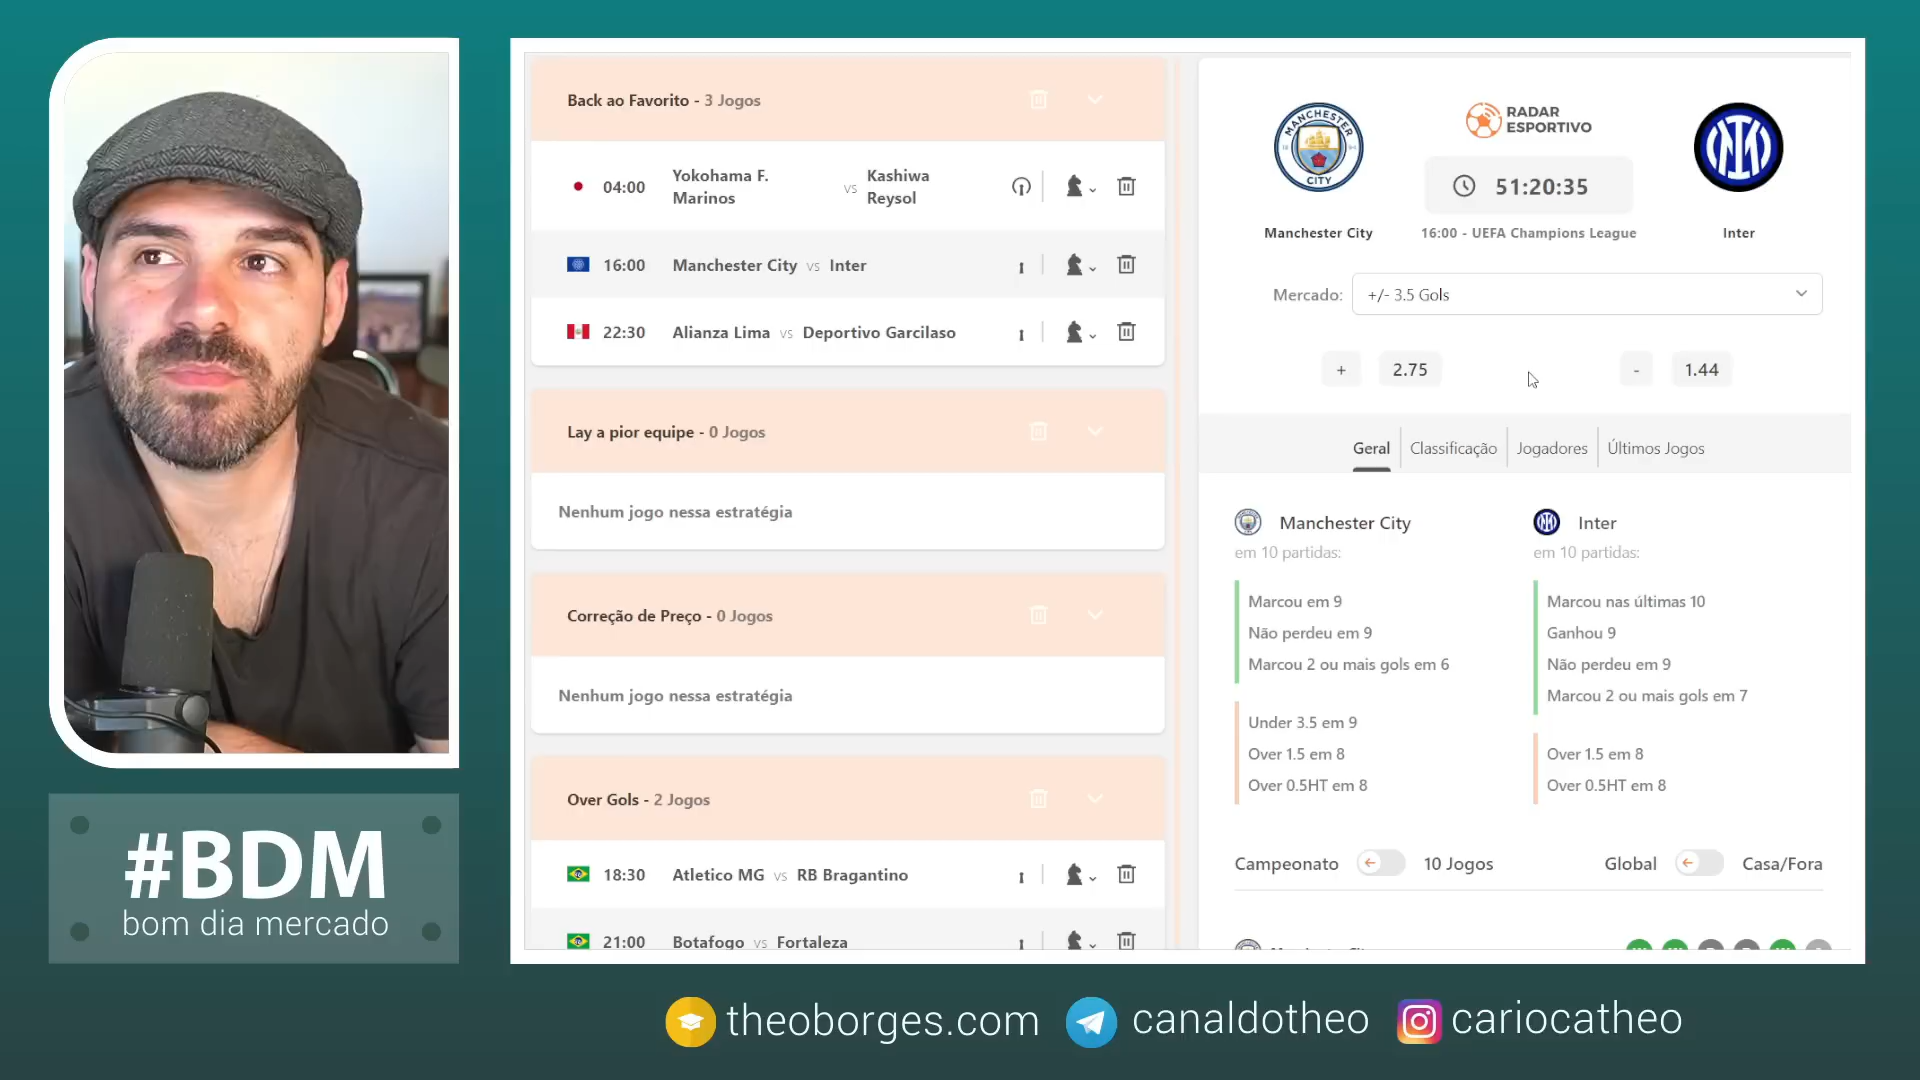 Back ao Favorito - 3 Jogos
04:00 Yokohama F. Marinos vs Kashiwa Reysol
16:00 Manchester City vs Inter
22:30 Alianza Lima vs Deportivo Garcilaso
Lay a pior equipe - 0 Jogos
Nenhum jogo nessa estratégia
Correção de Preço - 0 Jogos
Nenhum jogo nessa estratégia
Over Gols - 2 Jogos
18:30 Atletico MG vs RB Bragantino
21:00 Botafogo vs Fortaleza
MANCHESTER
CITY
RADAR
ESPORTIVO
51:20:35
Manchester City
16:00 - UEFA Champions League
Inter
Mercado: +/- 3.5 Gols
+ 2.75 - 1.44
Geral Classificação Jogadores Últimos Jogos
Manchester City
em 10 partidas:
Marcou em 9
Não perdeu em 9
Marcou 2 ou mais gols em 6
Under 3.5 em 9
Over 1.5 em 8
Over 0.5HT em 8
Inter
em 10 partidas:
Marcou nas últimas 10
Ganhou 9
Não perdeu em 9
Marcou 2 ou mais gols em 7
Over 1.5 em 8
Over 0.5HT em 8
Campeonato 10 Jogos Global Casa/Fora
#BDM
bom dia mercado
theoborges.com canaldotheo cariocatheo